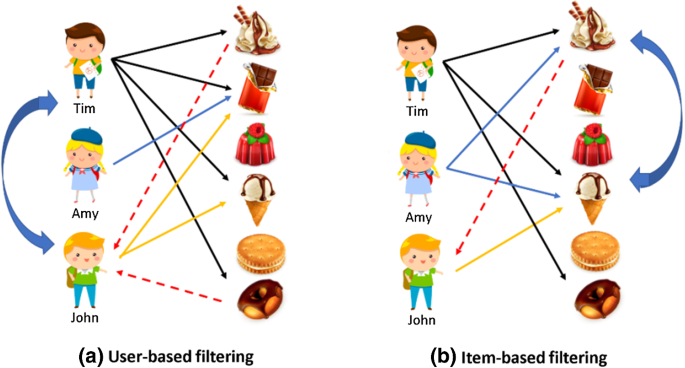 Tim
Amy
John
(a) User-based filtering
Tim
Amy
John
(b) Item-based filtering